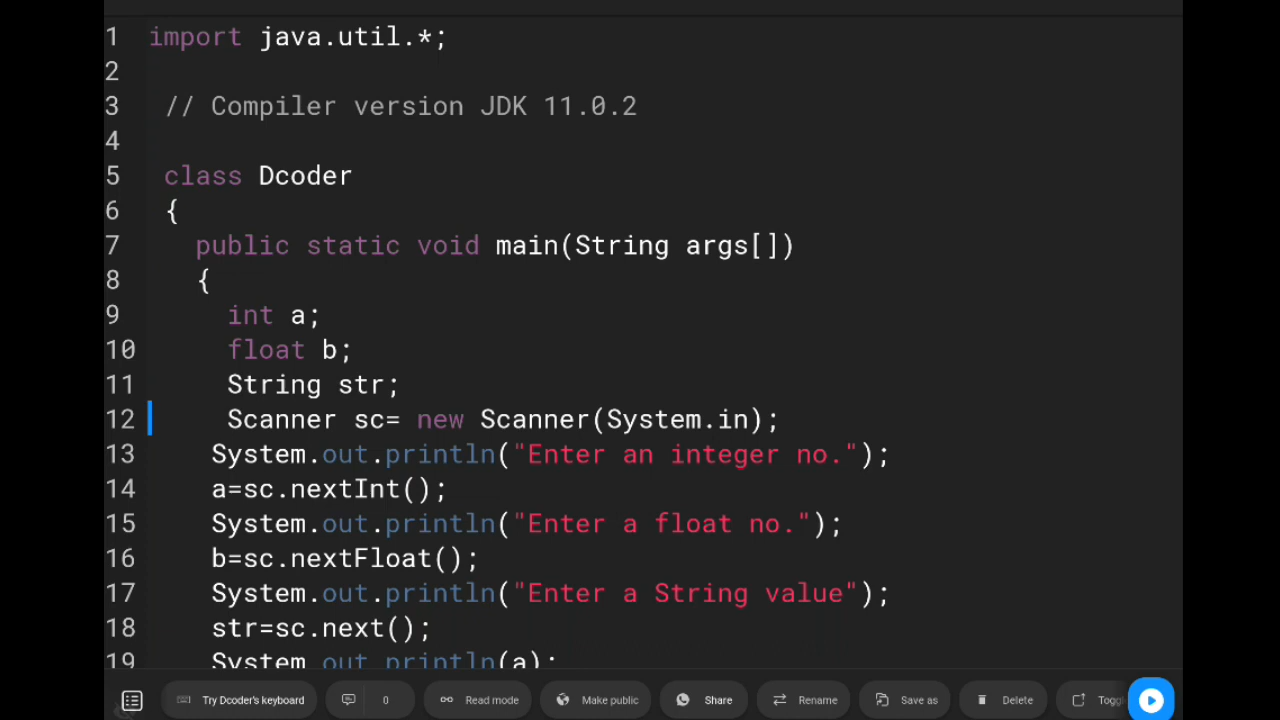 1 import java.util.*;
2
3 // Compiler version JDK 11.0.2
4
5 class Dcoder
6 {
7 public static void main(String args[])
8 {
9 int a;
10 float b;
11 String str;
12 Scanner sc= new Scanner(System.in);
13 System.out.println("Enter an integer no.");
14 a=sc.nextInt();
15 System.out.println("Enter a float no.");
16 b=sc.nextFloat();
17 System.out.println("Enter a String value");
18 str=sc.next();
19 System.out.println(a);
Try Dcoder's keyboard 0 Read mode Make public Share Rename Save as Delete